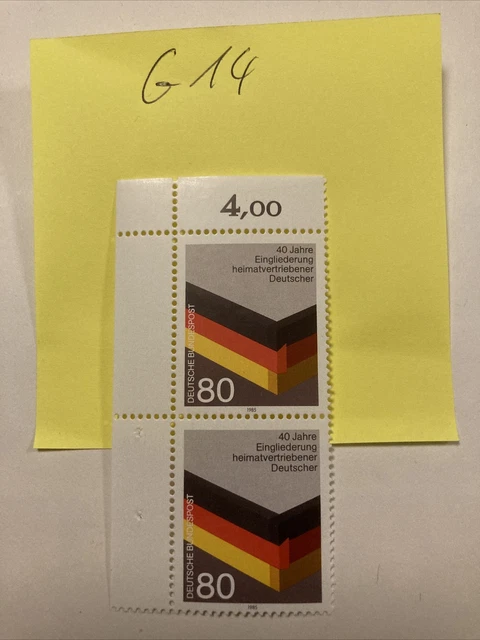 G 14
4,00
40 Jahre
Eingliederung
heimatvertriebener
Deutscher
DEUTSCHE BUNDESPOST
80
1985
40 Jahre
Eingliederung
heimatvertriebener
Deutscher
DEUTSCHE BUNDESPOST
80
1985